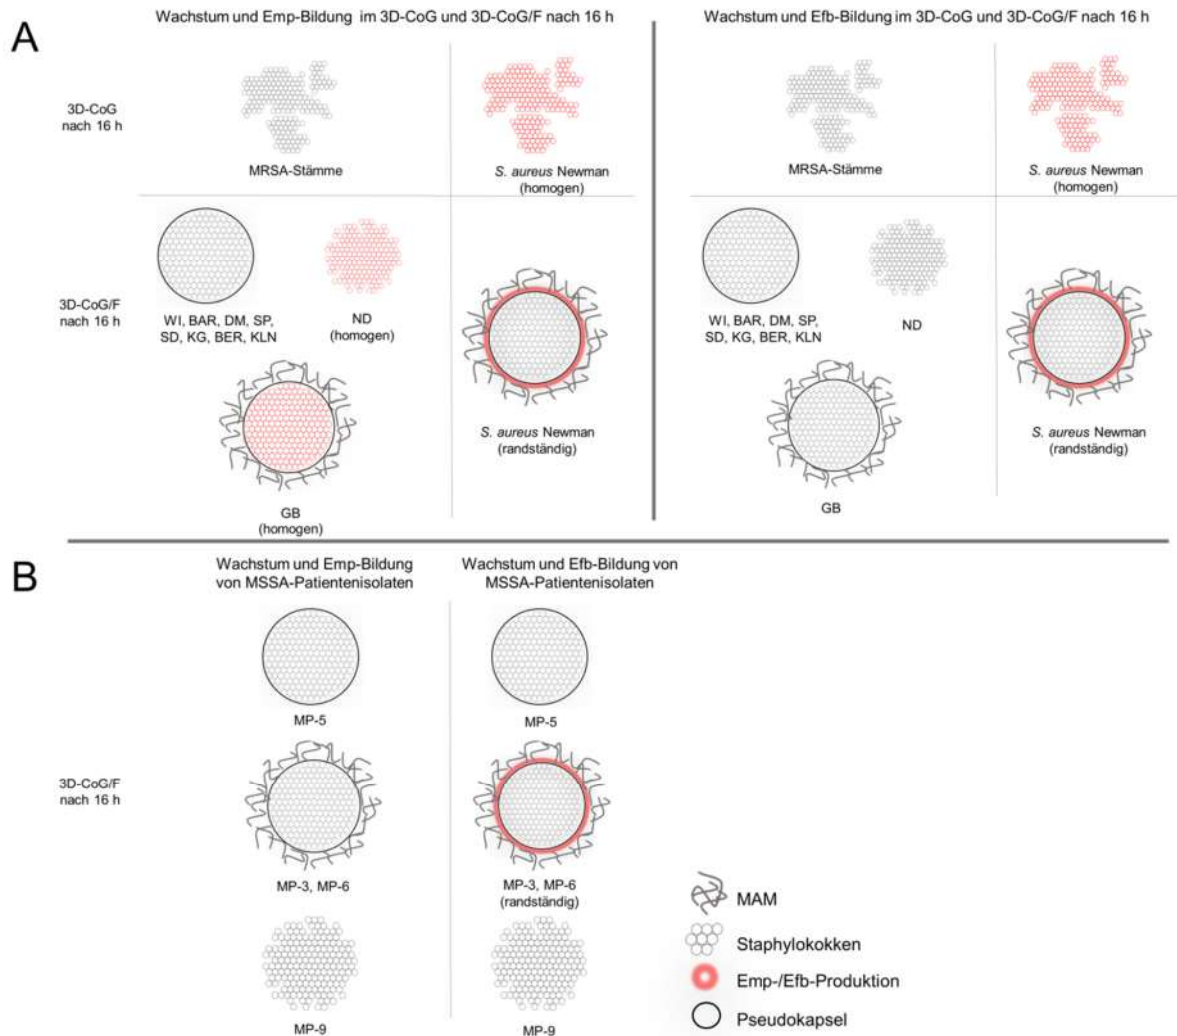 A
Wachstum und Emp-Bildung im 3D-CoG und 3D-CoG/F nach 16 h
Wachstum und Efb-Bildung im 3D-CoG und 3D-CoG/F nach 16 h
3D-CoG
nach 16 h
MRSA-Stämme
S. aureus Newman
(homogen)
MRSA-Stämme
S. aureus Newman
(homogen)
3D-CoG/F
nach 16 h
WI, BAR, DM, SP,
SD, KG, BER, KLN
ND
(homogen)
S. aureus Newman
(randständig)
GB
(homogen)
WI, BAR, DM, SP,
SD, KG, BER, KLN
ND
S. aureus Newman
(randständig)
GB
B
Wachstum und Emp-Bildung
von MSSA-Patientenisolaten
Wachstum und Efb-Bildung von
MSSA-Patientenisolaten
3D-CoG/F
nach 16 h
MP-5
MP-5
MP-3, MP-6
MP-3, MP-6
(randständig)
MP-9
MP-9
MAM
Staphylokokken
Emp-/Efb-Produktion
Pseudokapsel